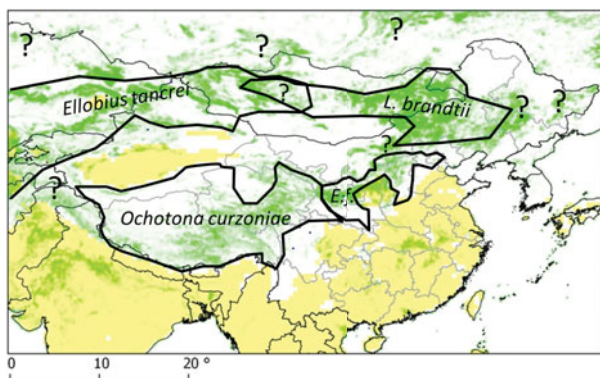 ?
?
?
Ellobius tancrei
?
L. brandtii
?
?
?
?
E.f.
Ochotona curzoniae
0
10
20 °